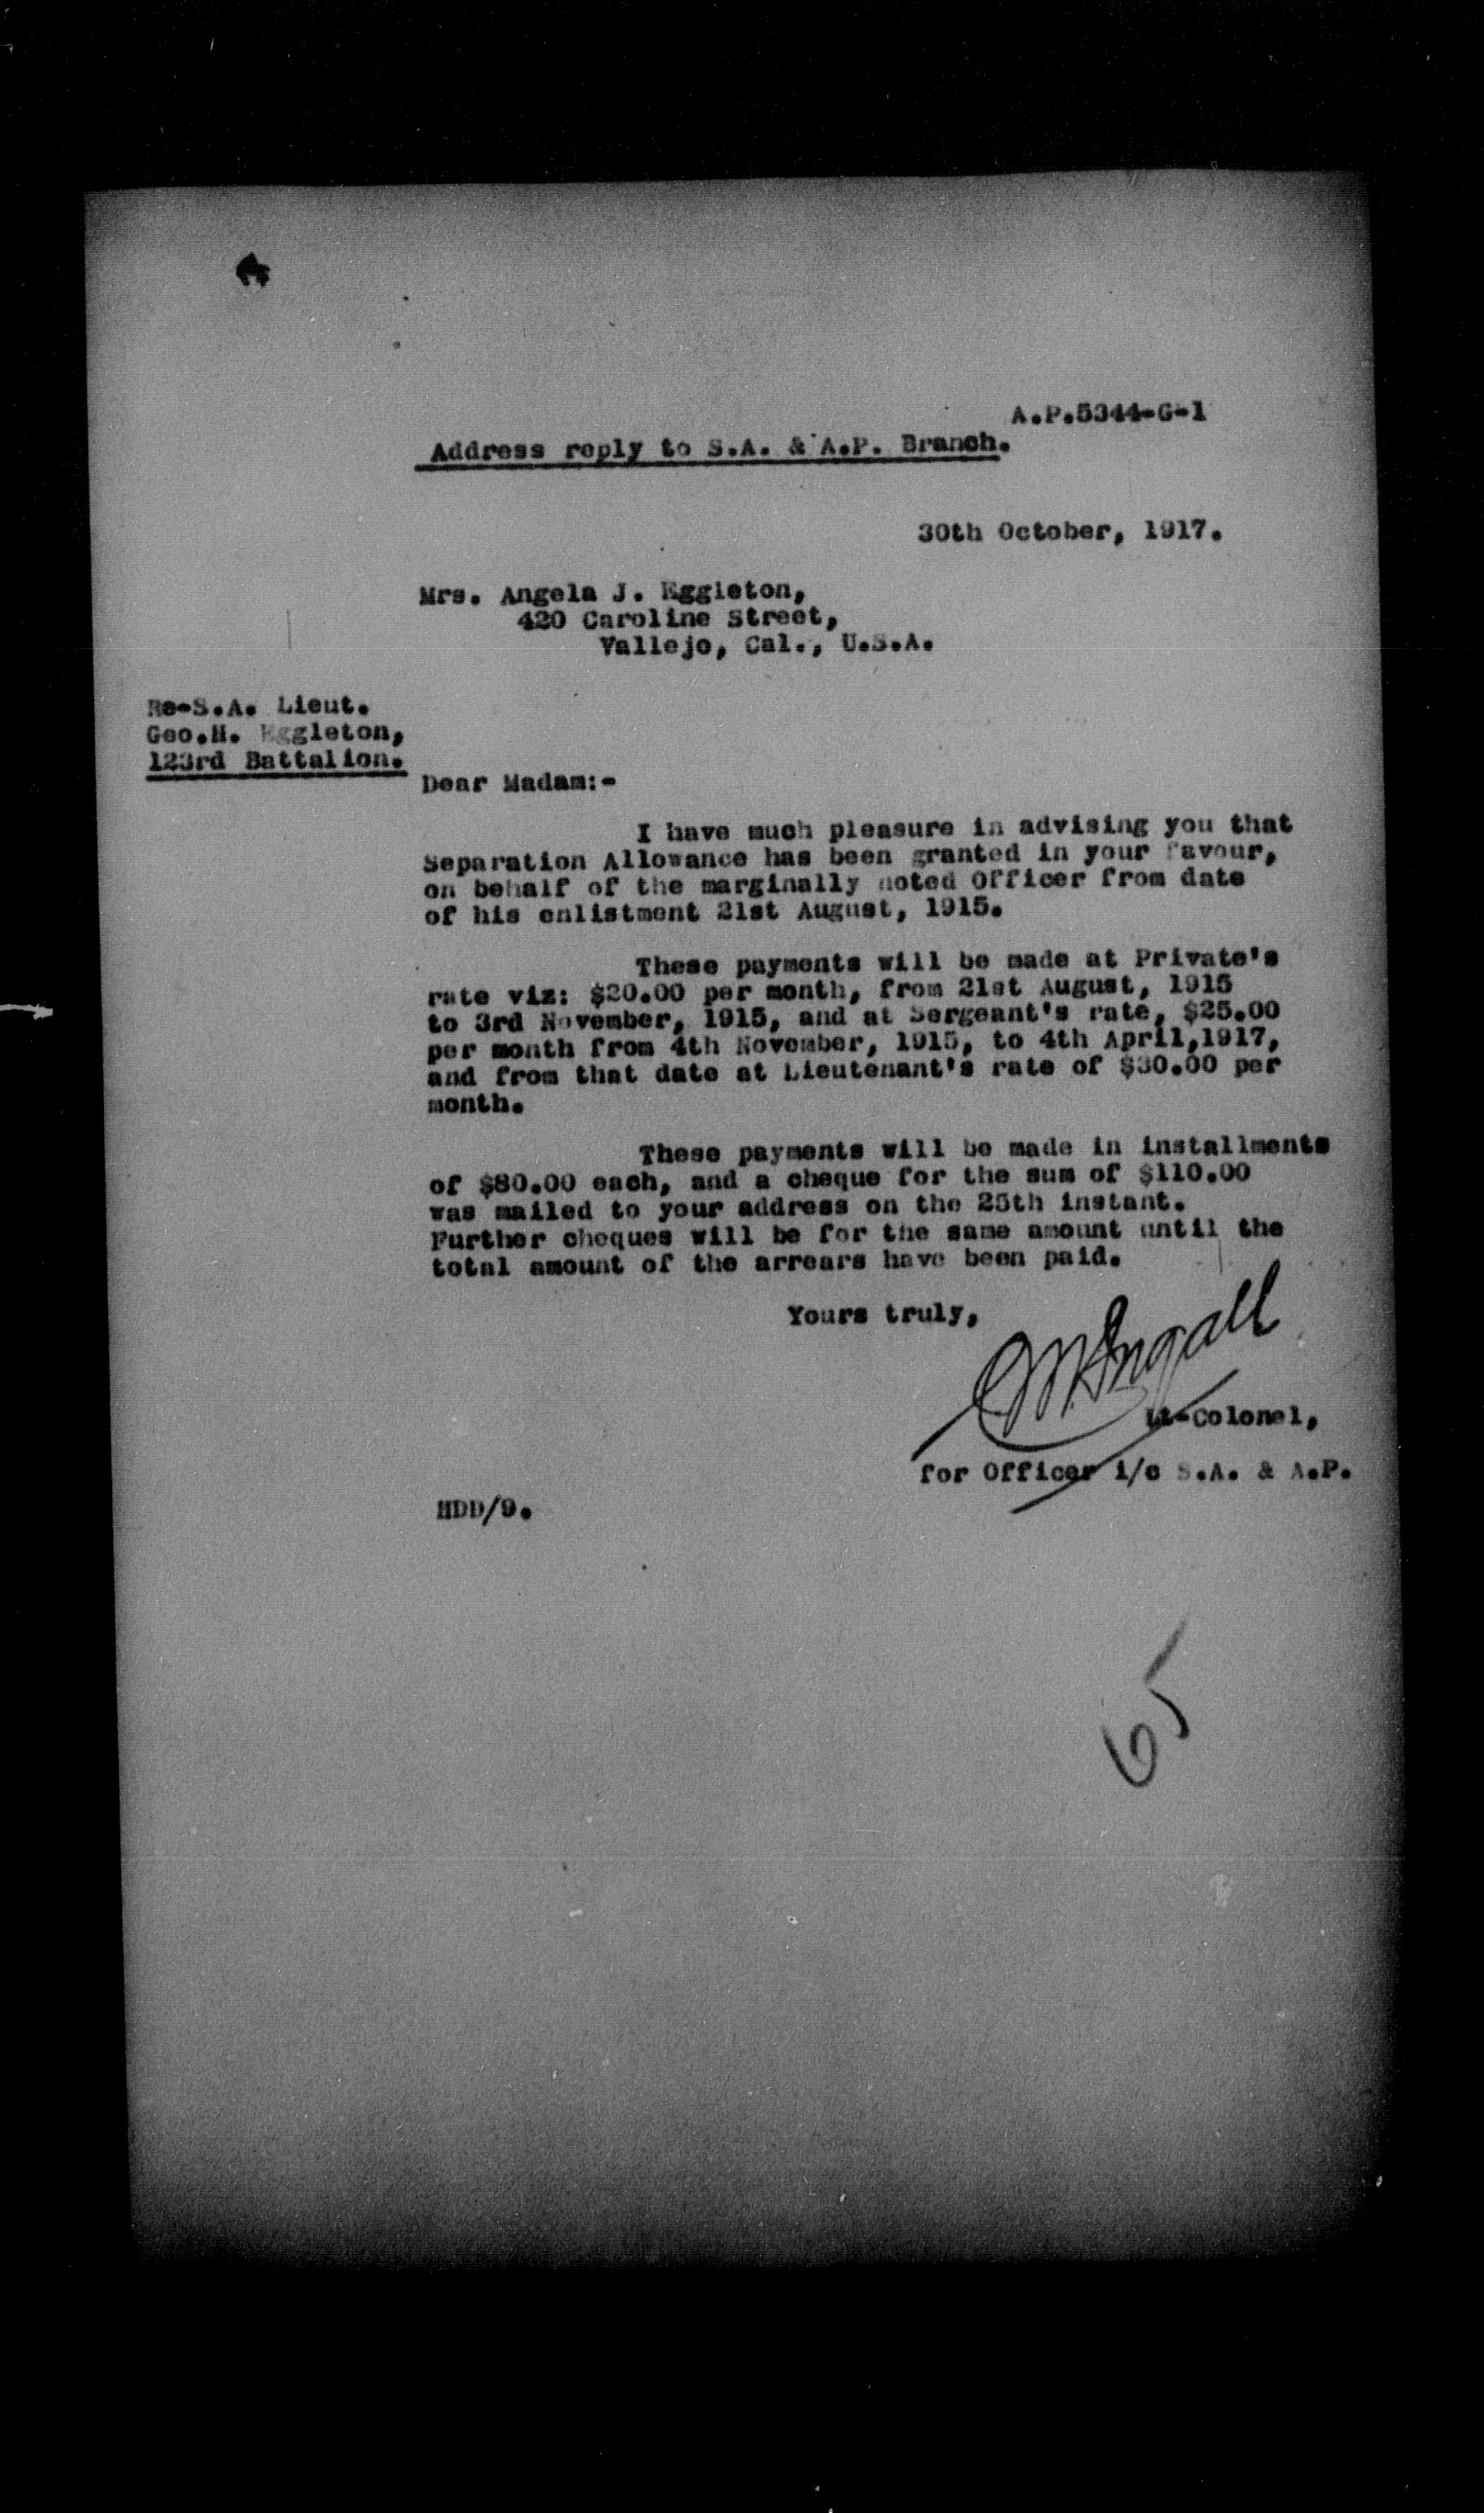 A.P.5344-G-1
Address reply to S.A. & A.P. Branch.
30th October, 1917.
Mrs. Angela J. Eggleton,
420 Caroline Street,
Vallejo, Cal., U.S.A.
Re-S.A. Lieut.
Geo.H. Eggleton,
123rd Battalion.
Dear Madam:-
I have much pleasure in advising you that
Separation Allowance has been granted in your favour,
on behalf of the marginally noted Officer from date
of his enlistment 21st August, 1915.
These payments will be made at Private's
rate viz: $20.00 per month, from 21st August, 1915
to 3rd November, 1915, and at Sergeant's rate, $25.00
per month from 4th November, 1915, to 4th April,1917,
and from that date at Lieutenant's rate of $30.00 per
month.
These payments will be made in installments
of $80.00 each, and a cheque for the sum of $110.00
was mailed to your address on the 25th instant.
Further cheques will be for the same amount until the
total amount of the arrears have been paid.
Yours truly,
Lt-Colonel,
for Officer i/c S.A. & A.P.
HDD/9.
65